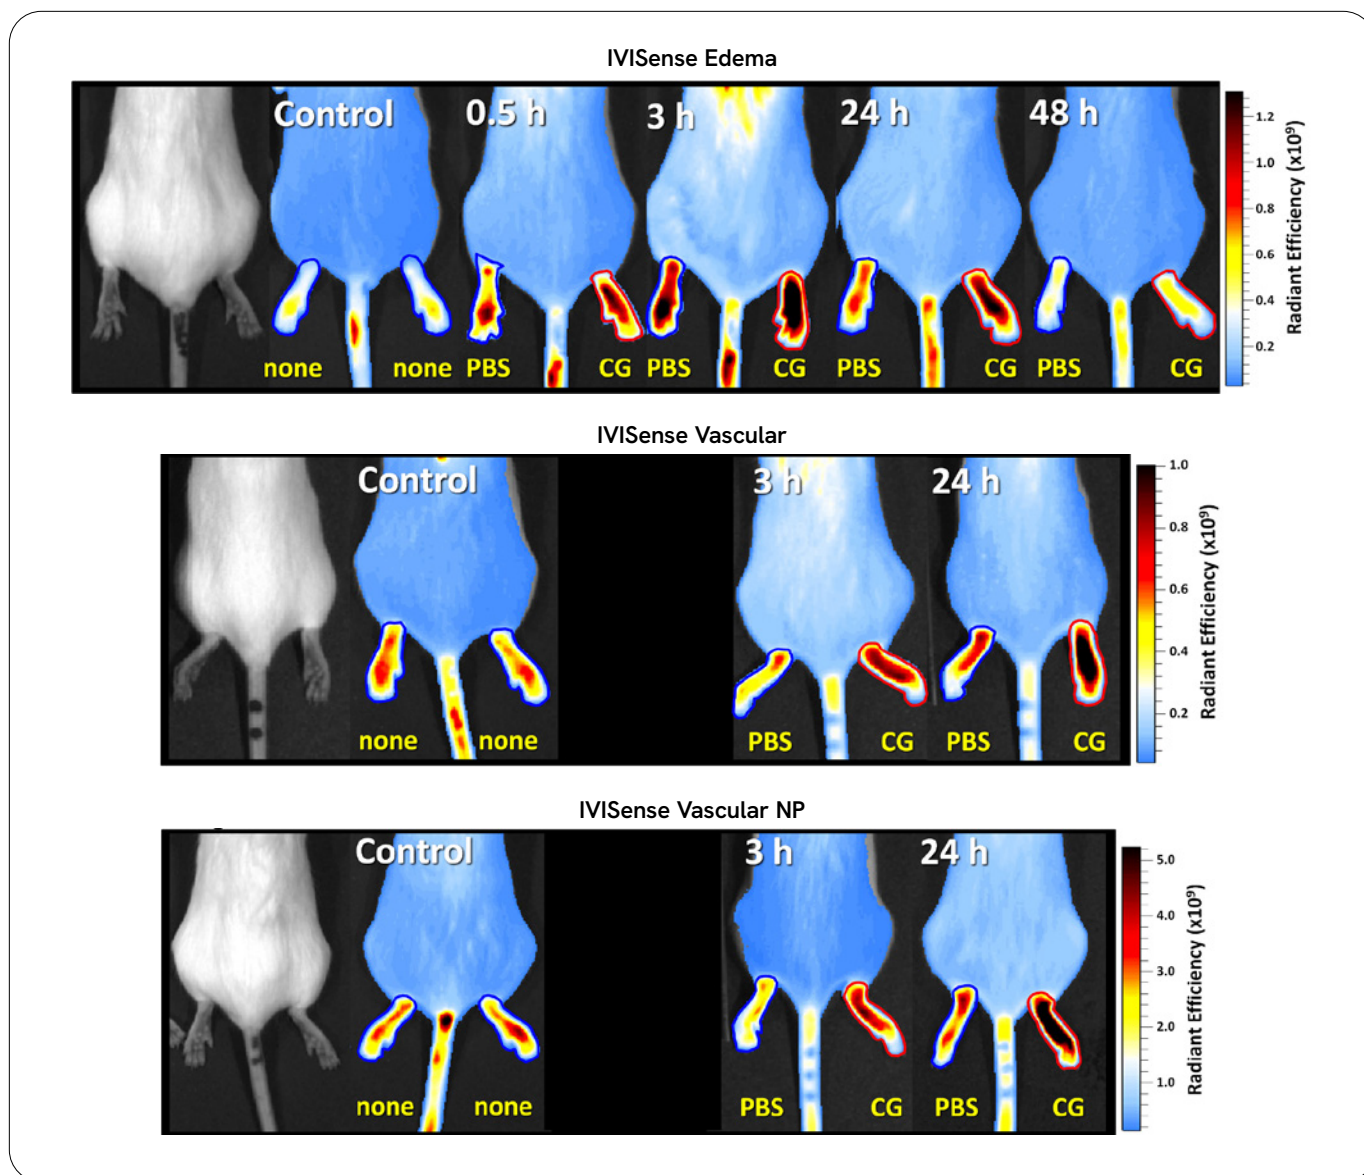 IVISense Edema
Control 0.5 h 3 h 24 h 48 h
none none PBS CG PBS CG PBS CG PBS CG
1.2
1.0
0.8
0.6
0.4
0.2
Radiant Efficiency (x10⁹)
IVISense Vascular
Control 3 h 24 h
none none PBS CG PBS CG
1.0
0.8
0.6
0.4
0.2
Radiant Efficiency (x10⁹)
IVISense Vascular NP
Control 3 h 24 h
none none PBS CG PBS CG
5.0
4.0
3.0
2.0
1.0
Radiant Efficiency (x10⁹)